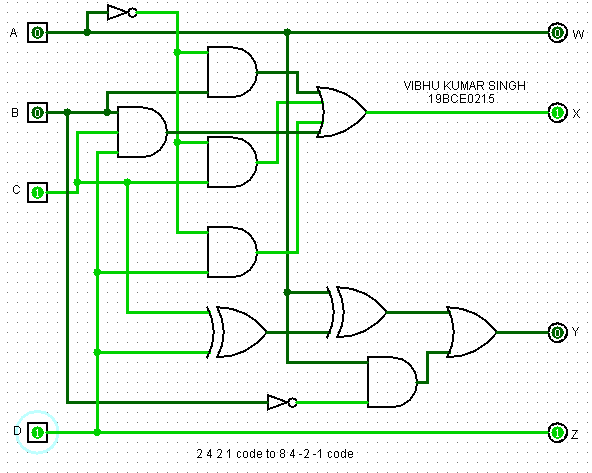 A 0 0 W
VIBHU KUMAR SINGH
19BCE0215
B 0 1 X
C 1
0 Y
D 1 1 Z
2 4 2 1 code to 8 4 -2 -1 code